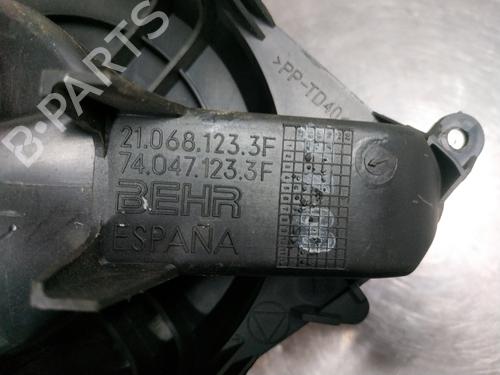 B-PARTS
>PP-TD40
21.068.123.3F
74.047.123.3F
BEHR
ESPAÑA